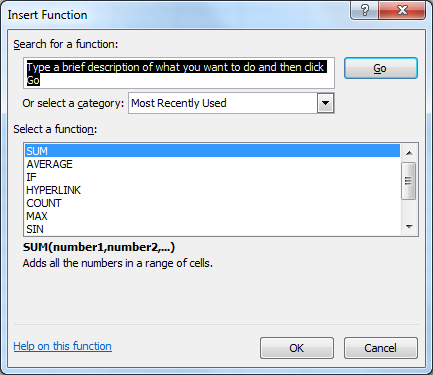 Insert Function
?
Search for a function:
Type a brief description of what you want to do and then click
Go
Go
Or select a category: Most Recently Used
Select a function:
SUM
AVERAGE
IF
HYPERLINK
COUNT
MAX
SIN
SUM(number1,number2,...)
Adds all the numbers in a range of cells.
Help on this function
OK
Cancel